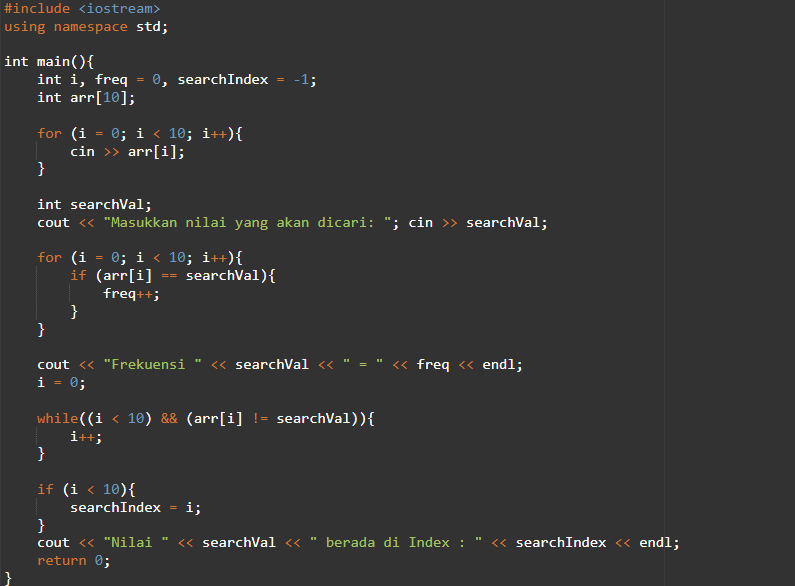 #include <iostream>
using namespace std;
int main(){
int i, freq = 0, searchIndex = -1;
int arr[10];
for (i = 0; i < 10; i++){
cin >> arr[i];
}
int searchVal;
cout << "Masukkan nilai yang akan dicari: "; cin >> searchVal;
for (i = 0; i < 10; i++){
if (arr[i] == searchVal){
freq++;
}
}
cout << "Frekuensi " << searchVal << " = " << freq << endl;
i = 0;
while((i < 10) && (arr[i] != searchVal)){
i++;
}
if (i < 10){
searchIndex = i;
}
cout << "Nilai " << searchVal << " berada di Index : " << searchIndex << endl;
return 0;
}